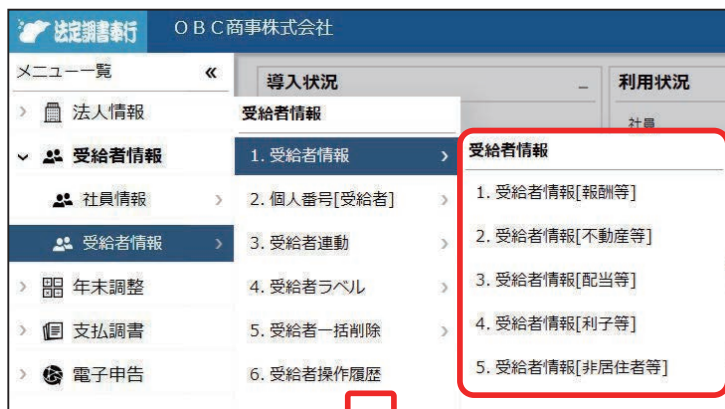 法定調書奉行
OBC商事株式会社
メニュー一覧
«
導入状況
利用状況
法人情報
受給者情報
社員
受給者情報
1. 受給者情報
受給者情報
社員情報
2. 個人番号[受給者]
1. 受給者情報[報酬等]
受給者情報
3. 受給者連動
2. 受給者情報[不動産等]
年末調整
4. 受給者ラベル
3. 受給者情報[配当等]
支払調書
5. 受給者一括削除
4. 受給者情報[利子等]
電子申告
6. 受給者操作履歴
5. 受給者情報[非居住者等]